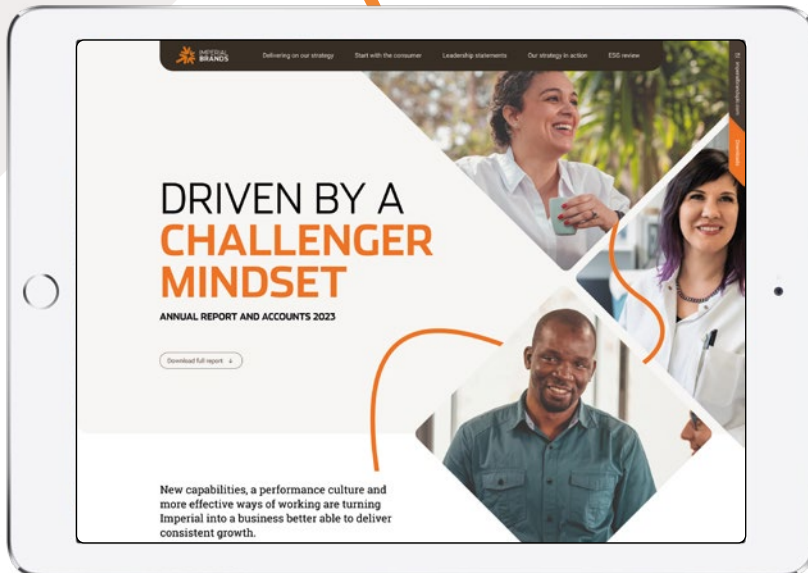 IMPERIAL
BRANDS
Delivering on our strategy
Start with the consumer
Leadership statements
Our strategy in action
ESG review
imperialbrandsplc.com
Downloads
DRIVEN BY A
CHALLENGER
MINDSET
ANNUAL REPORT AND ACCOUNTS 2023
Download full report ↓
New capabilities, a performance culture and
more effective ways of working are turning
Imperial into a business better able to deliver
consistent growth.